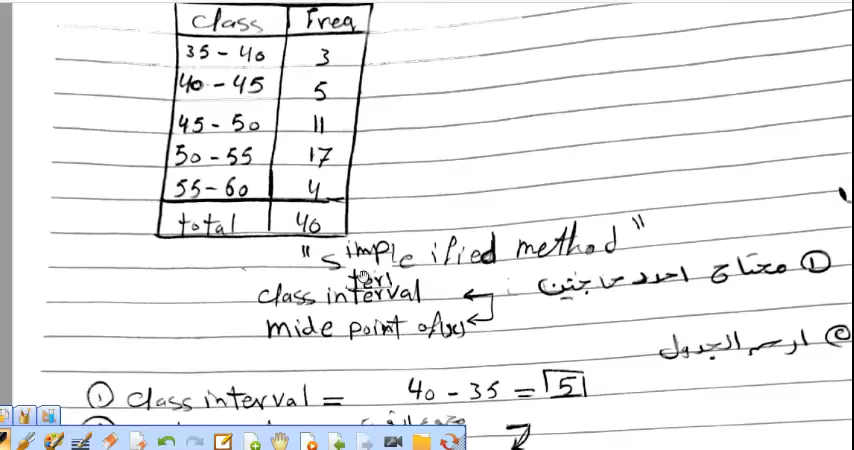 class Freq
35 - 40 3
40 - 45 5
45 - 50 11
50 - 55 17
55 - 60 4
total 40
"simple ified method"
① محتاج احدد حاجتين
class interval
mide point
② ارسم الجدول
① class interval = 40 - 35 = 5